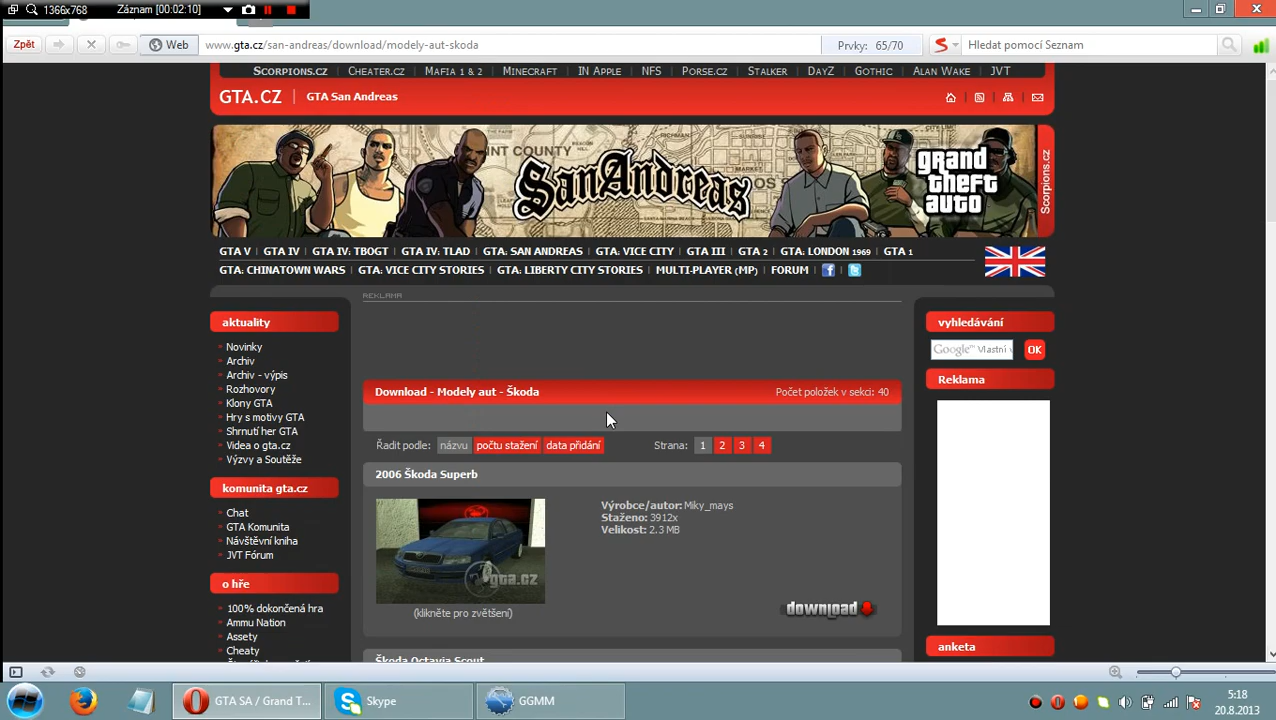 1366x768 Záznam [00:02:10]
Zpět Web www.gta.cz/san-andreas/download/modely-aut-skoda Prvky: 65/70 Hledat pomocí Seznam
SCORPIONS.CZ CHEATER.CZ MAFIA 1 & 2 MINECRAFT IN APPLE NFS PORSE.CZ STALKER DAYZ GOTHIC ALAN WAKE JVT
GTA.CZ | GTA San Andreas
COUNTY
SanAndreas
grand
theft
auto
Scorpions.cz
GTA V | GTA IV | GTA IV: TBOGT | GTA IV: TLAD | GTA: SAN ANDREAS | GTA: VICE CITY | GTA III | GTA 2 | GTA: LONDON 1969 | GTA 1
GTA: CHINATOWN WARS | GTA: VICE CITY STORIES | GTA: LIBERTY CITY STORIES | MULTI-PLAYER (MP) | FORUM
aktuality
Novinky
Archiv
Archiv - výpis
Rozhovory
Klony GTA
Hry s motivy GTA
Shrnutí her GTA
Videa o gta.cz
Výzvy a Soutěže
komunita gta.cz
Chat
GTA Komunita
Návštěvní kniha
JVT Fórum
o hře
100% dokončená hra
Ammu Nation
Assety
Cheaty
REKLAMA
Download - Modely aut - Škoda Počet položek v sekci: 40
Řadit podle: názvu počtu stažení data přidání Strana: 1 2 3 4
2006 Škoda Superb
Výrobce/autor: Miky_mays
Staženo: 3912x
Velikost: 2.3 MB
gta.cz
(klikněte pro zvětšení)
download
Škoda Octavia Scout
vyhledávání
Google™ Vlastní v OK
Reklama
anketa
GTA SA / Grand T... Skype GGMM
5:18
20.8.2013